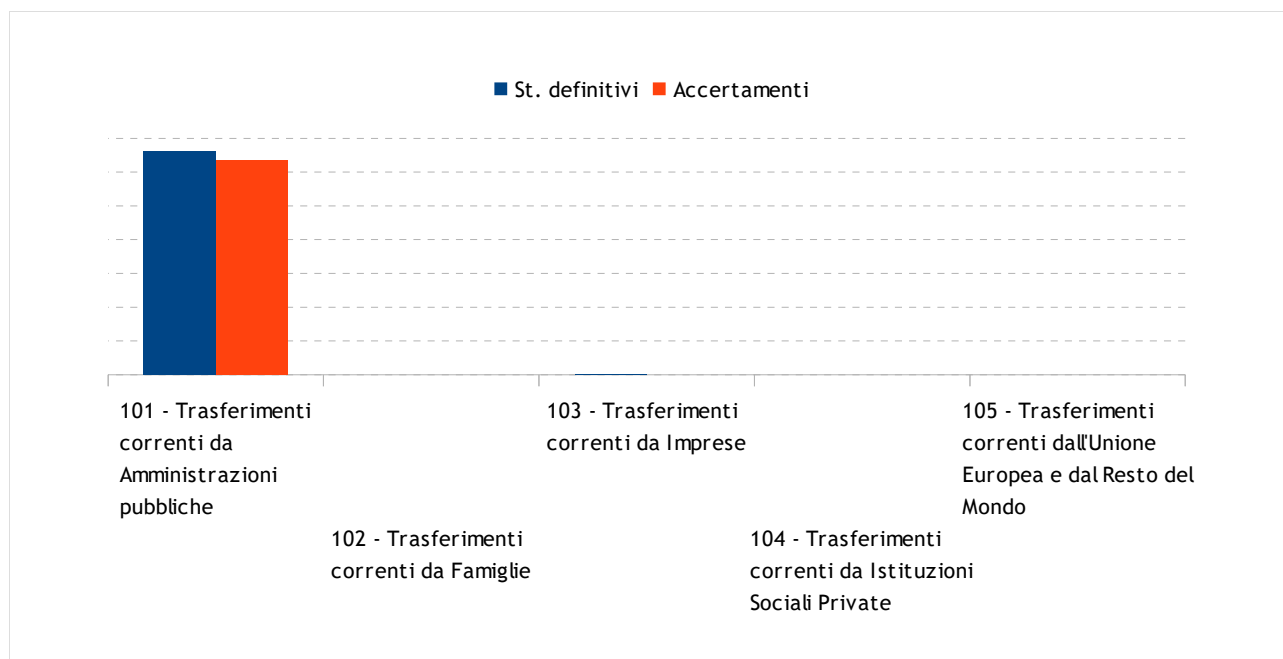 St. definitivi Accertamenti
101 - Trasferimenti
correnti da
Amministrazioni
pubbliche
102 - Trasferimenti
correnti da Famiglie
103 - Trasferimenti
correnti da Imprese
104 - Trasferimenti
correnti da Istituzioni
Sociali Private
105 - Trasferimenti
correnti dall'Unione
Europea e dal Resto del
Mondo